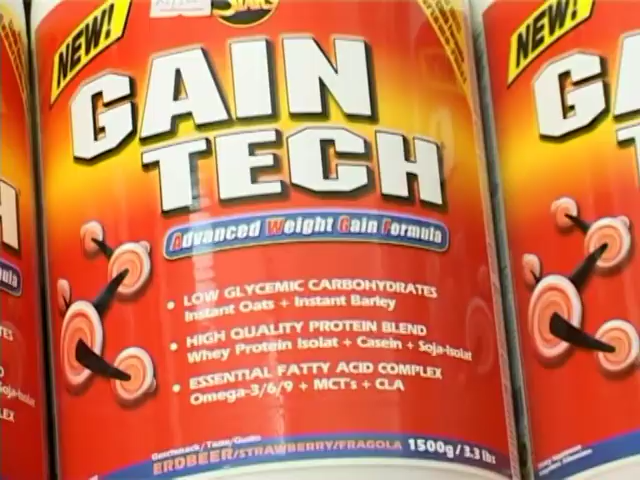 NEW!
STARS
GAIN
TECH
Advanced Weight Gain Formula
• LOW GLYCEMIC CARBOHYDRATES
Instant Oats + Instant Barley
• HIGH QUALITY PROTEIN BLEND
Whey Protein Isolat + Casein + Soja-Isolat
• ESSENTIAL FATTY ACID COMPLEX
Omega-3/6/9 + MCT's + CLA
Geschmack/Taste/Gusto
ERDBEER/STRAWBERRY/FRAGOLA 1500g/3.3 lbs
NEW!
GA
T